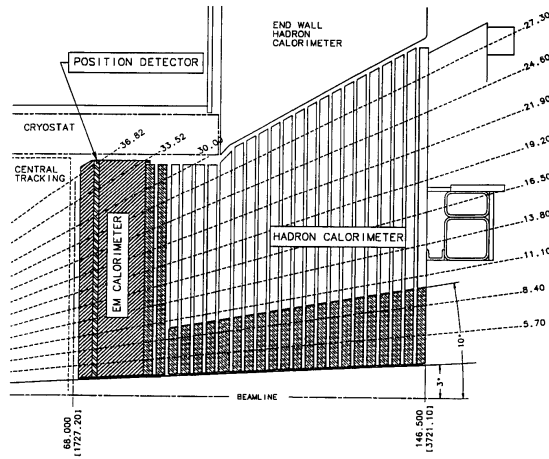 END WALL
HADRON
CALORIMETER
27.30
POSITION DETECTOR
24.60
21.90
CRYOSTAT
36.82
33.52
30.00
19.20
CENTRAL
TRACKING
16.50
13.80
EM CALORIMETER
HADRON CALORIMETER
11.10
8.40
10°
5.70
3°
BEAMLINE
68.000
[1727.20]
146.500
[3721.10]